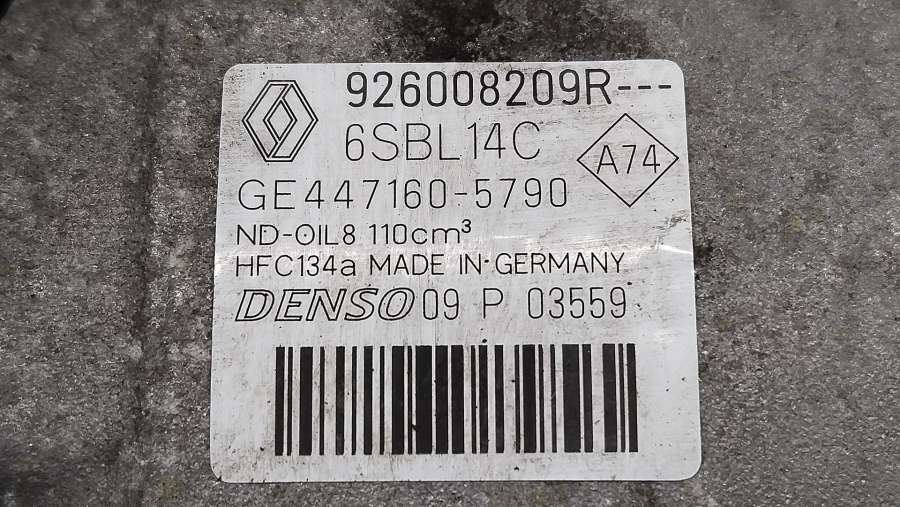 926008209R---
6SBL14C
A74
GE447160-5790
ND-OIL8 110cm³
HFC134a MADE IN·GERMANY
DENSO 09 P 03559